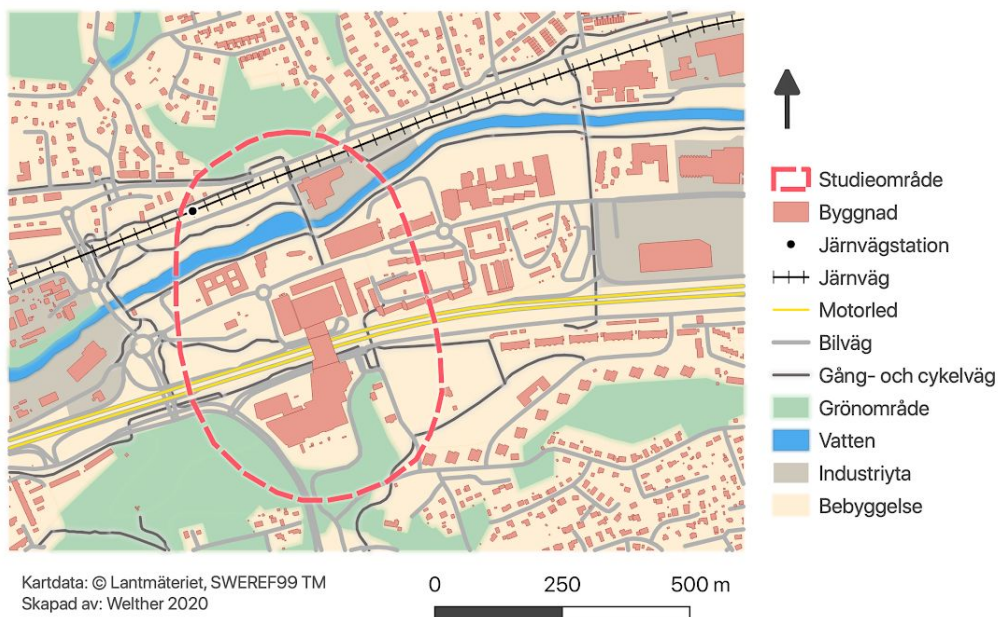 Studieområde
Byggnad
Järnvägstation
Järnväg
Motorled
Bilväg
Gång- och cykelväg
Grönområde
Vatten
Industriyta
Bebyggelse
Kartdata: © Lantmäteriet, SWEREF99 TM
Skapad av: Welther 2020
0 250 500 m